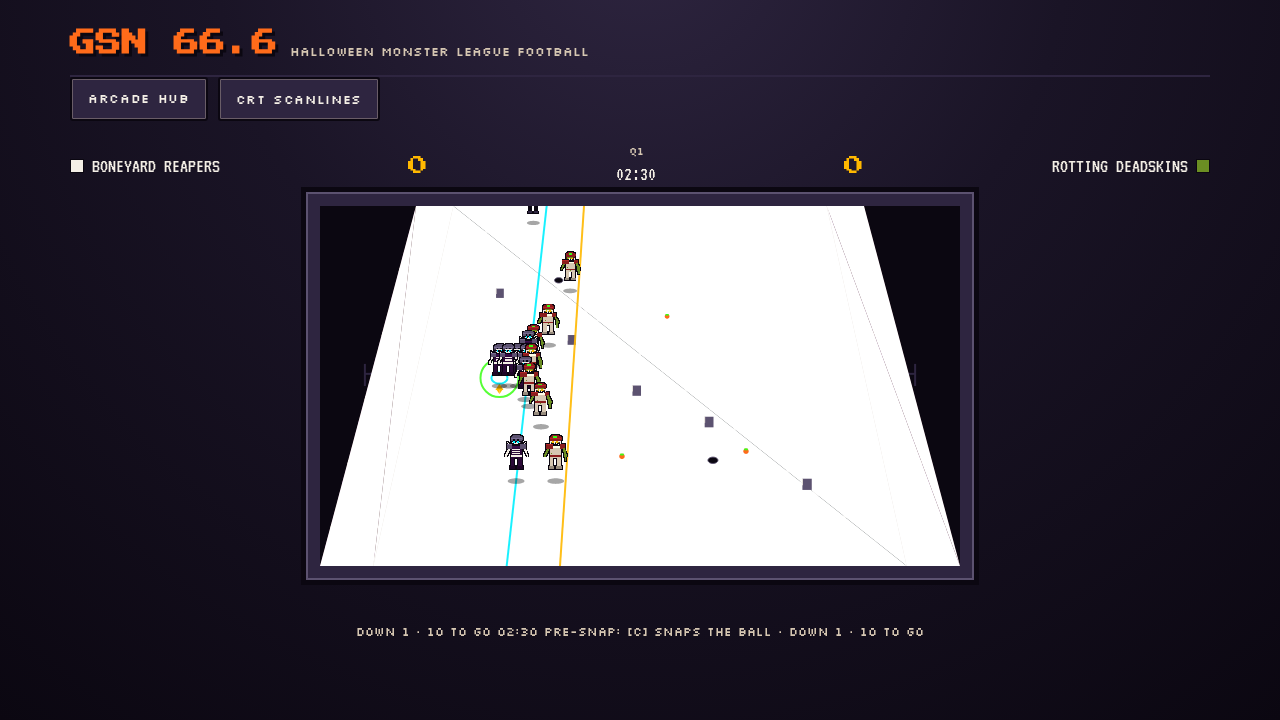 GSN 66.6 HALLOWEEN MONSTER LEAGUE FOOTBALL
ARCADE HUB CRT SCANLINES
BONEYARD REAPERS 0 Q1 02:30 0 ROTTING DEADSKINS
DOWN 1 · 10 TO GO 02:30 PRE-SNAP: [C] SNAPS THE BALL · DOWN 1 · 10 TO GO